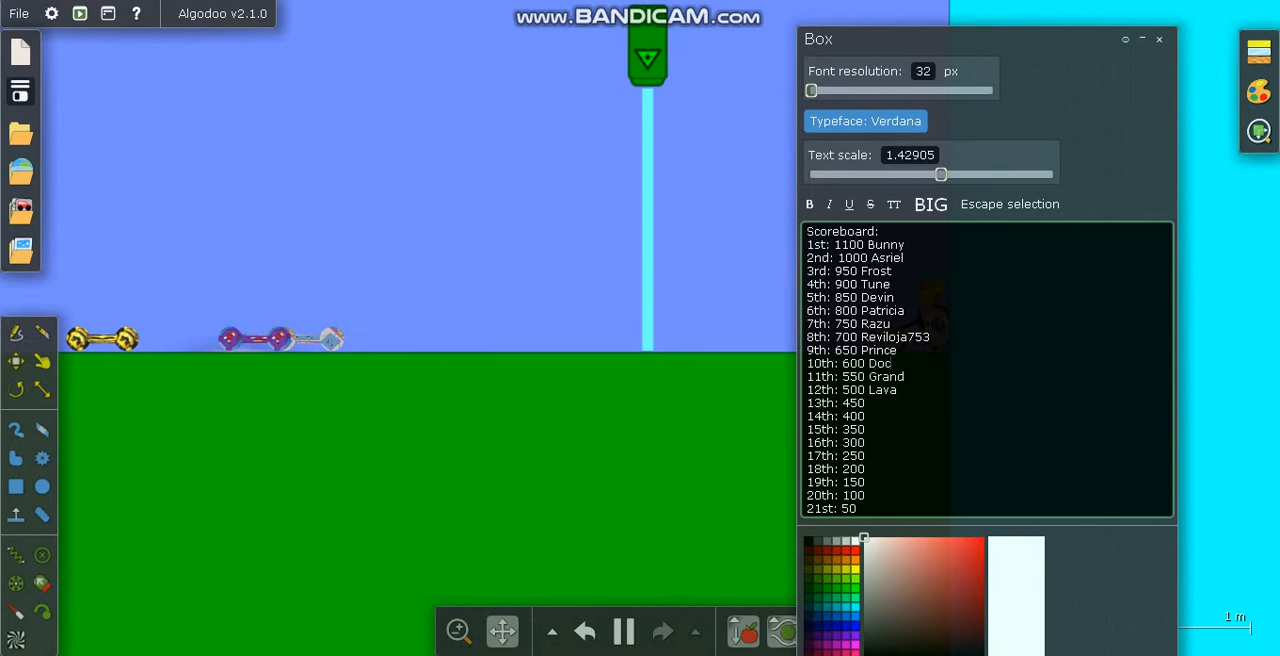 File
?
Algodoo v2.1.0
www.BANDICAM.com
Box
Font resolution: 32 px
Typeface: Verdana
Text scale: 1.42905
B I U S TT BIG Escape selection
Scoreboard:
1st: 1100 Bunny
2nd: 1000 Asriel
3rd: 950 Frost
4th: 900 Tune
5th: 850 Devin
6th: 800 Patricia
7th: 750 Razu
8th: 700 Reviloja753
9th: 650 Prince
10th: 600 Doc
11th: 550 Grand
12th: 500 Lava
13th: 450
14th: 400
15th: 350
16th: 300
17th: 250
18th: 200
19th: 150
20th: 100
21st: 50
1 m